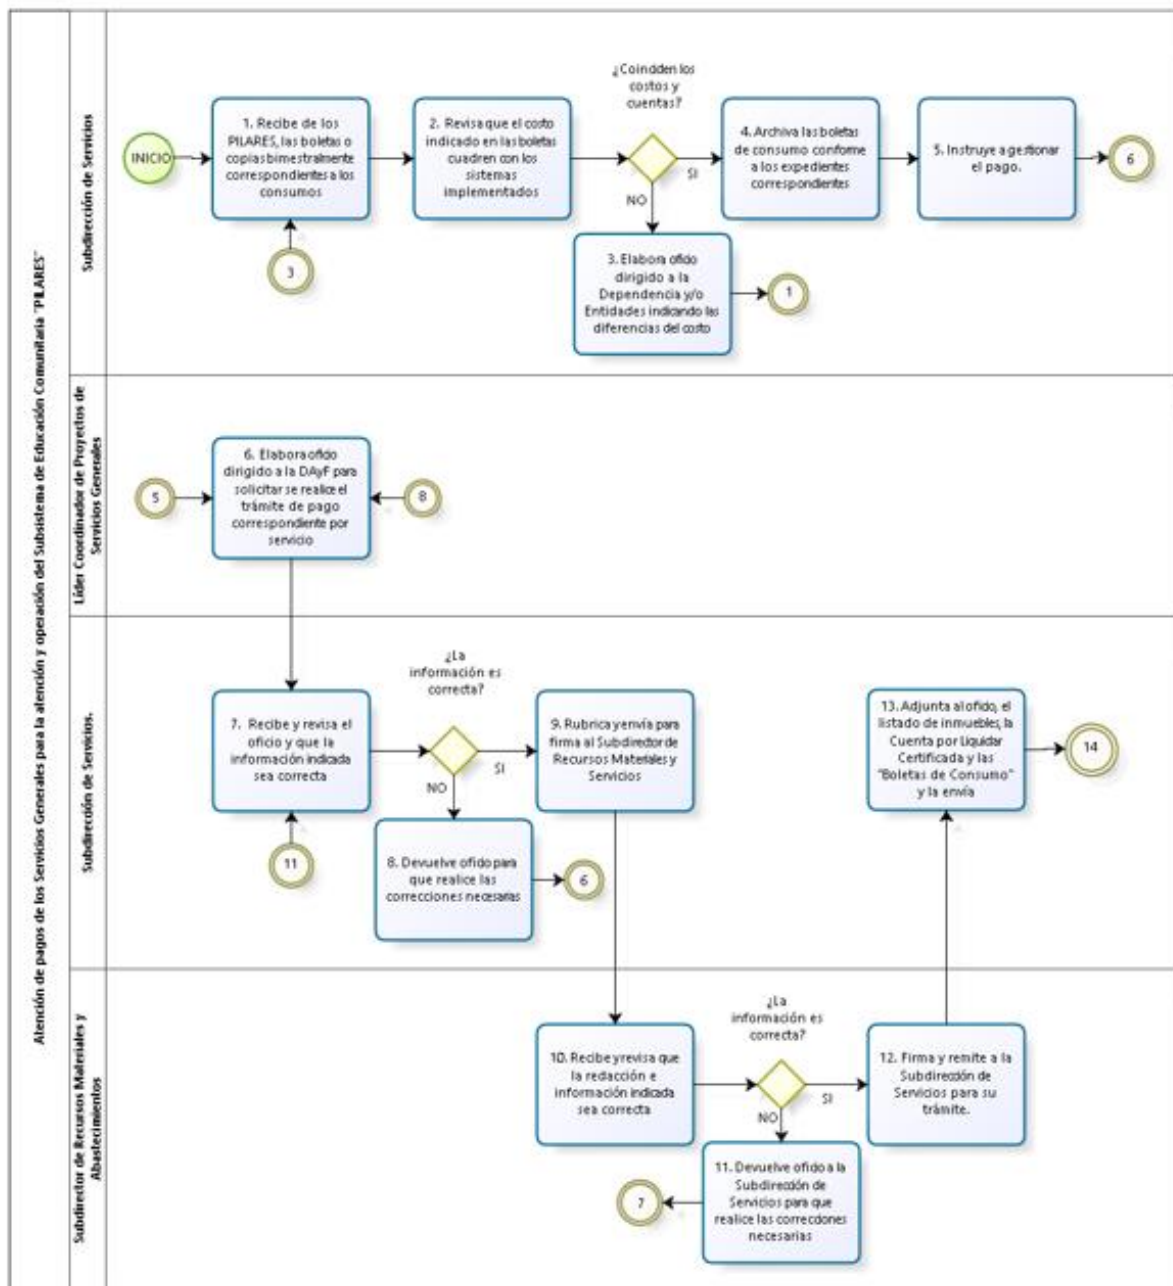 Atención de pagos de los Servicios Generales para la atención y operación del Subsistema de Educación Comunitaria "PILARES"
Subdirección de Servicios
INICIO
1. Recibe de los
PILARES, las boletas o
copias bimestralmente
correspondientes a los
consumos
3
2. Revisa que el costo
indicado en las boletas
cuadren con los
sistemas
implementados
¿Coinciden los
costos y
cuentas?
SI
NO
3. Elabora oficio
dirigido a la
Dependencia y/o
Entidades indicando las
diferencias del costo
1
4. Archiva las boletas
de consumo conforme
a los expedientes
correspondientes
5. Instruye a gestionar
el pago.
6
Líder Coordinador de Proyectos de
Servicios Generales
5
6. Elabora oficio
dirigido a la DAyF para
solicitar se realice el
trámite de pago
correspondiente por
servicio
8
Subdirección de Servicios.
7. Recibe y revisa el
oficio y que la
información indicada
sea correcta
11
¿La
información es
correcta?
SI
NO
8. Devuelve oficio para
que realice las
correcciones necesarias
6
9. Rubrica y envía para
firma al Subdirector de
Recursos Materiales y
Servicios
13. Adjunta al oficio, el
listado de inmuebles, la
Cuenta por Liquidar
Certificada y las
"Boletas de Consumo"
y la envía
14
Subdirector de Recursos Materiales y
Abastecimientos
10. Recibe y revisa que
la redacción e
información indicada
sea correcta
¿La
información es
correcta?
SI
NO
11. Devuelve oficio a la
Subdirección de
Servicios para que
realice las correcciones
necesarias
7
12. Firma y remite a la
Subdirección de
Servicios para su
trámite.